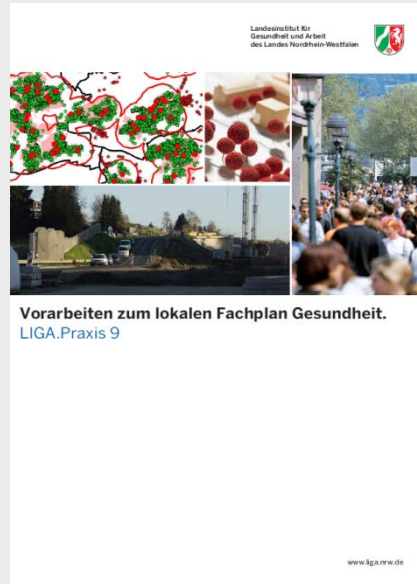 Landesinstitut für
Gesundheit und Arbeit
des Landes Nordrhein-Westfalen
Vorarbeiten zum lokalen Fachplan Gesundheit.
LIGA.Praxis 9
www.liga.nrw.de